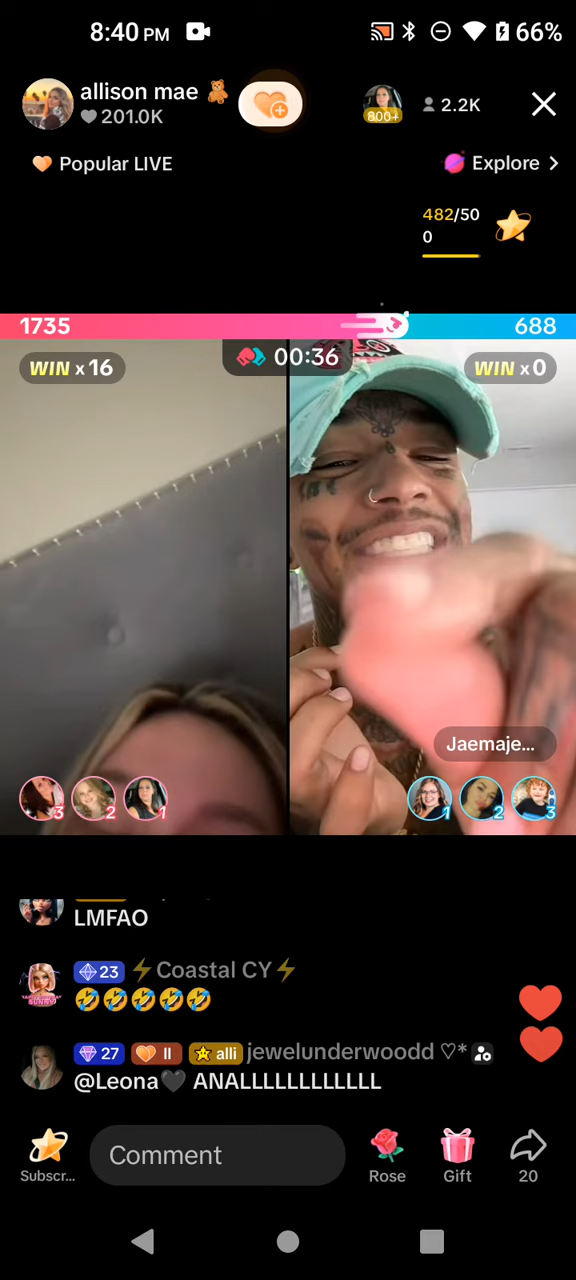 8:40 PM
66%
allison mae 🧸
201.0K
800+
2.2K
Popular LIVE
Explore >
482/50
0
1735
688
WIN x 16
00:36
WIN x 0
Jaemaje...
3
2
1
1
2
3
LMFAO
23 ⚡Coastal CY⚡
🤣🤣🤣🤣🤣
27 II alli jewelunderwoodd ♡*
@Leona🖤 ANALLLLLLLLLLL
Comment
Subscr...
Rose
Gift
20